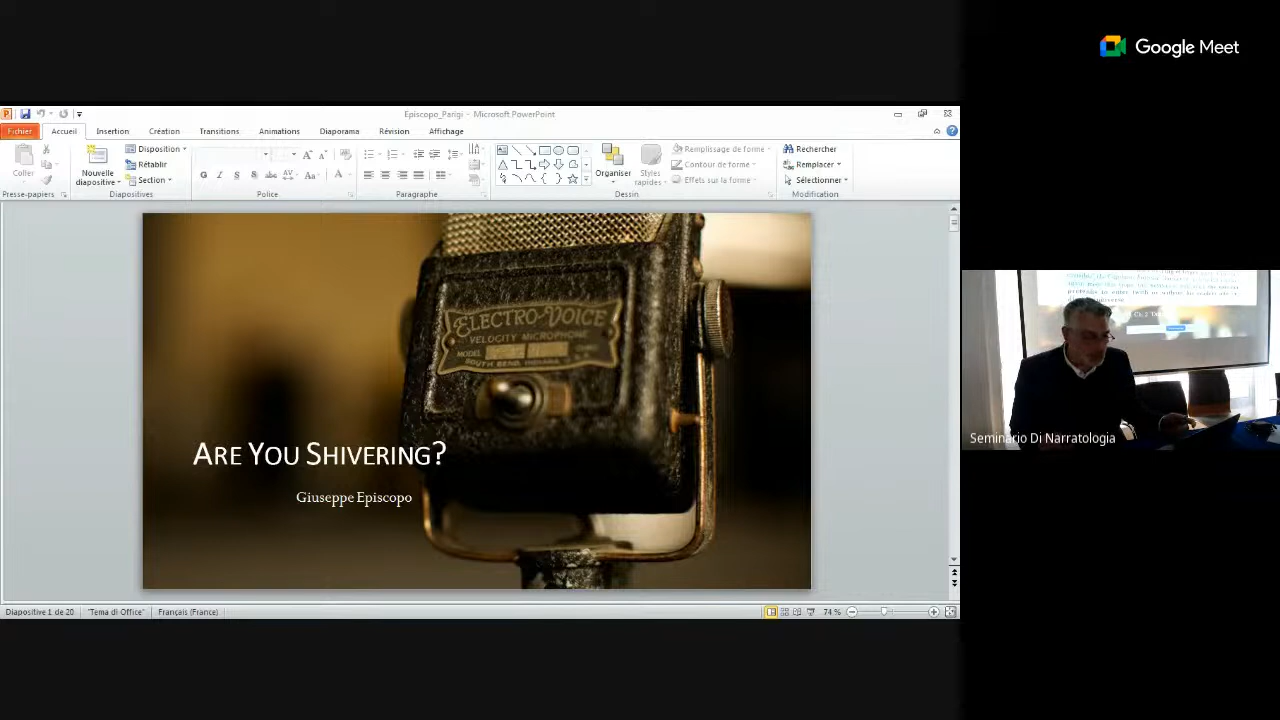 Google Meet
Episcopo_Parigi - Microsoft PowerPoint
Fichier Accueil Insertion Création Transitions Animations Diaporama Révision Affichage
Coller
Nouvelle diapositive
Disposition
Rétablir
Section
G I S S abc AV Aa A
Organiser
Styles rapides
Remplissage de forme
Contour de forme
Effets sur la forme
Rechercher
Remplacer
Sélectionner
Presse-papiers Diapositives Police Paragraphe Dessin Modification
ELECTRO-VOICE
VELOCITY MICROPHONE
MODEL
SOUTH BEND, INDIANA
ARE YOU SHIVERING?
Giuseppe Episcopo
Seminario Di Narratologia
Diapositive 1 de 20 "Tema di Office" Français (France) 74 %